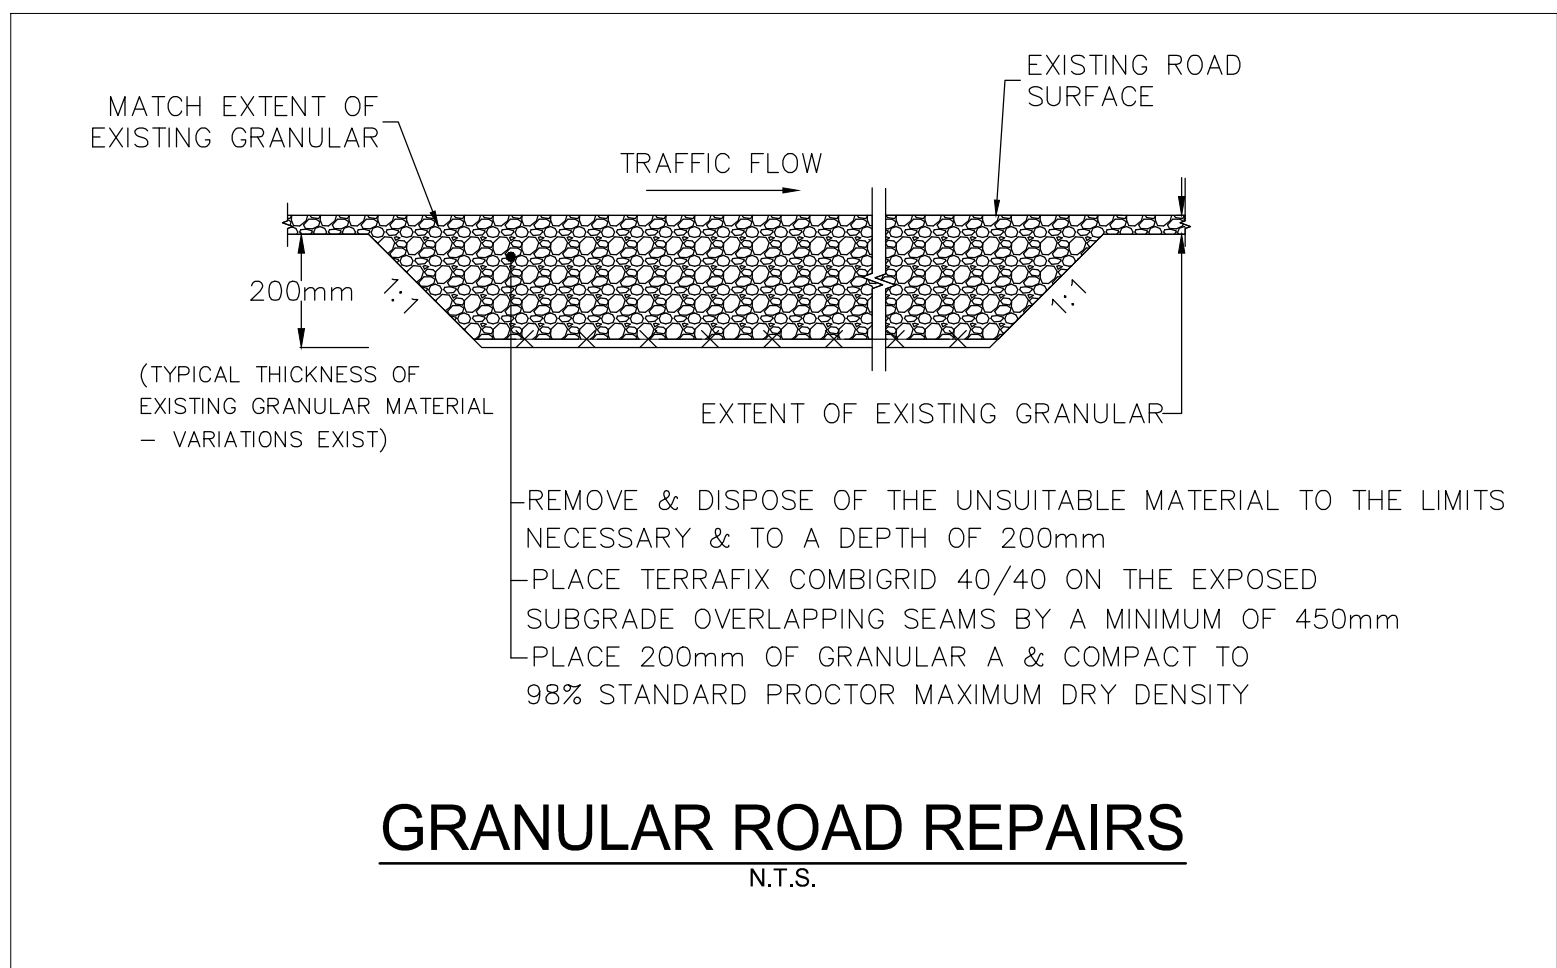 EXISTING ROAD
SURFACE
MATCH EXTENT OF
EXISTING GRANULAR
TRAFFIC FLOW
200mm
1:1
1:1
(TYPICAL THICKNESS OF
EXISTING GRANULAR MATERIAL
– VARIATIONS EXIST)
EXTENT OF EXISTING GRANULAR
REMOVE & DISPOSE OF THE UNSUITABLE MATERIAL TO THE LIMITS
NECESSARY & TO A DEPTH OF 200mm
PLACE TERRAFIX COMBIGRID 40/40 ON THE EXPOSED
SUBGRADE OVERLAPPING SEAMS BY A MINIMUM OF 450mm
PLACE 200mm OF GRANULAR A & COMPACT TO
98% STANDARD PROCTOR MAXIMUM DRY DENSITY
GRANULAR ROAD REPAIRS
N.T.S.